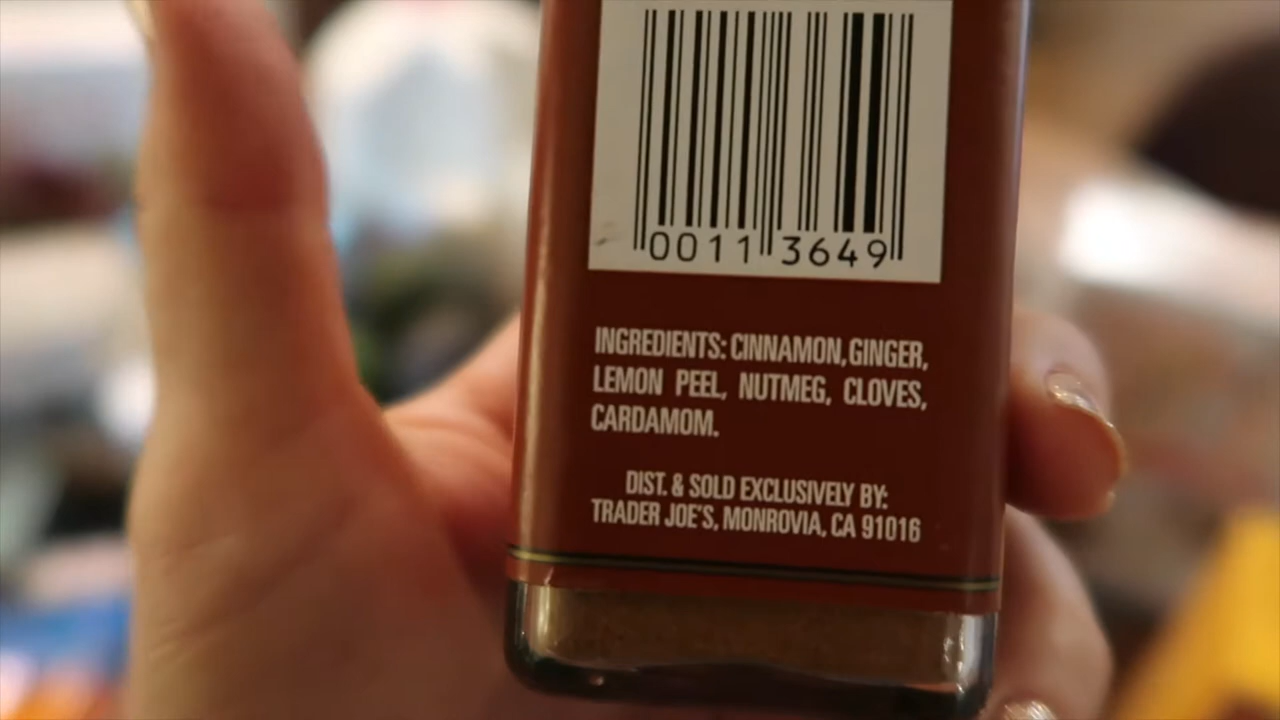 0011 3649
INGREDIENTS: CINNAMON, GINGER,
LEMON PEEL, NUTMEG, CLOVES,
CARDAMOM.
DIST. & SOLD EXCLUSIVELY BY:
TRADER JOE'S, MONROVIA, CA 91016